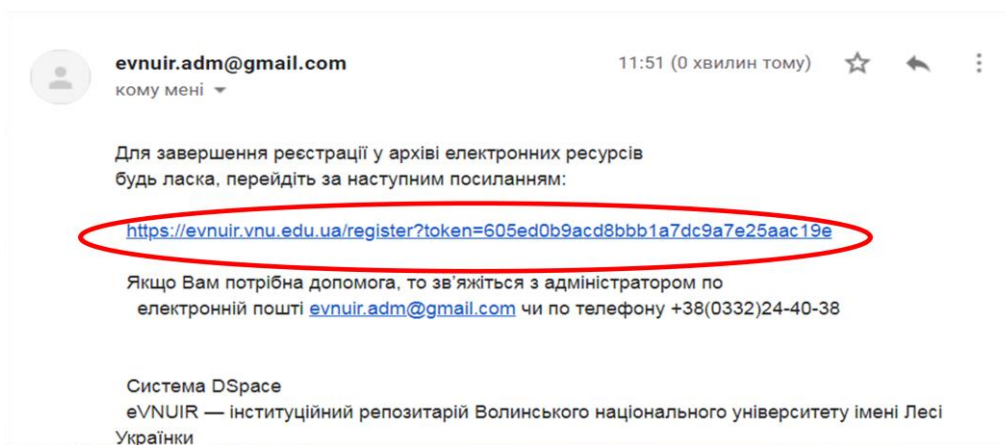 evnuir.adm@gmail.com 11:51 (0 хвилин тому)
кому мені
Для завершення реєстрації у архіві електронних ресурсів
будь ласка, перейдіть за наступним посиланням:
https://evnuir.vnu.edu.ua/register?token=605ed0b9acd8bbb1a7dc9a7e25aac19e
Якщо Вам потрібна допомога, то зв'яжіться з адміністратором по
електронній пошті evnuir.adm@gmail.com чи по телефону +38(0332)24-40-38
Система DSpace
eVNUIR — інституційний репозитарій Волинського національного університету імені Лесі
Українки